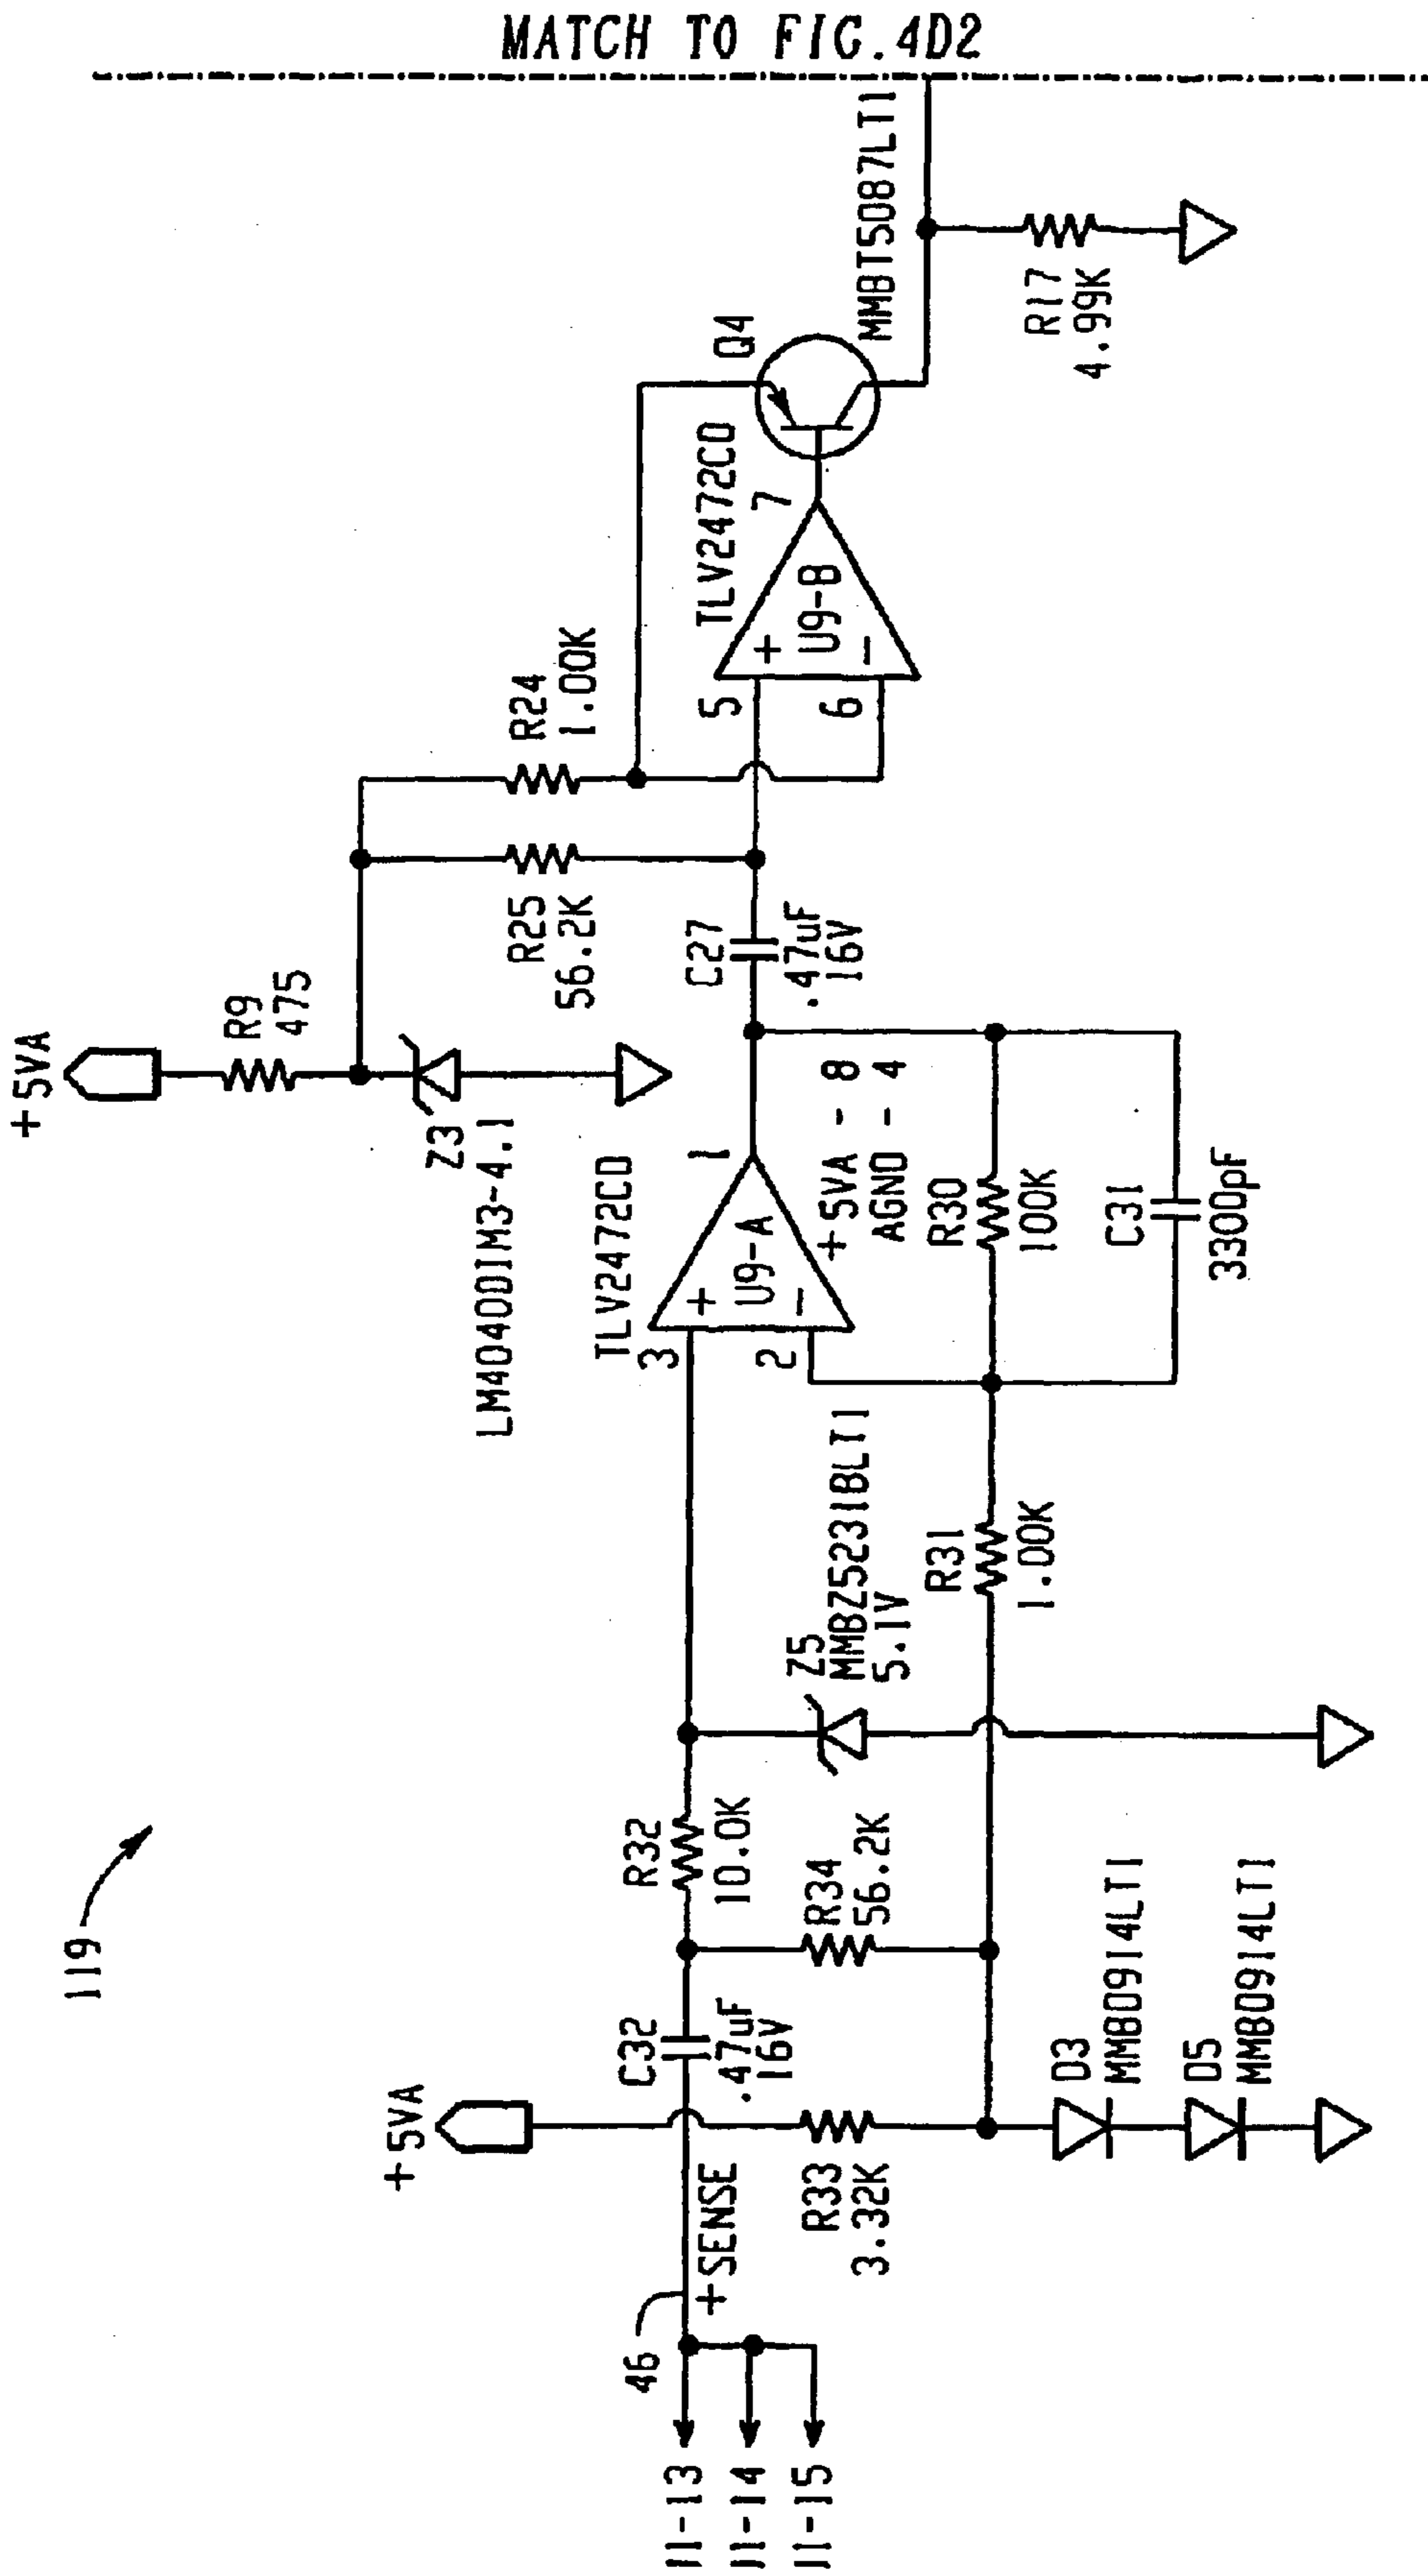 MATCH TO FIG.4D2
119
+5VA
R9
475
Z3
LM4040DIM3-4.1
R24
1.00K
R25
56.2K
C27
.47uF
16V
TLV2472CD
5
6
+
-
U9-B
7
Q4
MMBT5087LT1
R17
4.99K
TLV2472CD
3
2
+
-
U9-A
1
+5VA - 8
AGND - 4
R30
100K
C31
3300pF
R31
1.00K
Z5
MMBZ5231BLT1
5.1V
R32
10.0K
R34
56.2K
C32
.47uF
16V
+5VA
R33
3.32K
D3
MMBD914LT1
D5
MMBD914LT1
46
+SENSE
J1-13
J1-14
J1-15